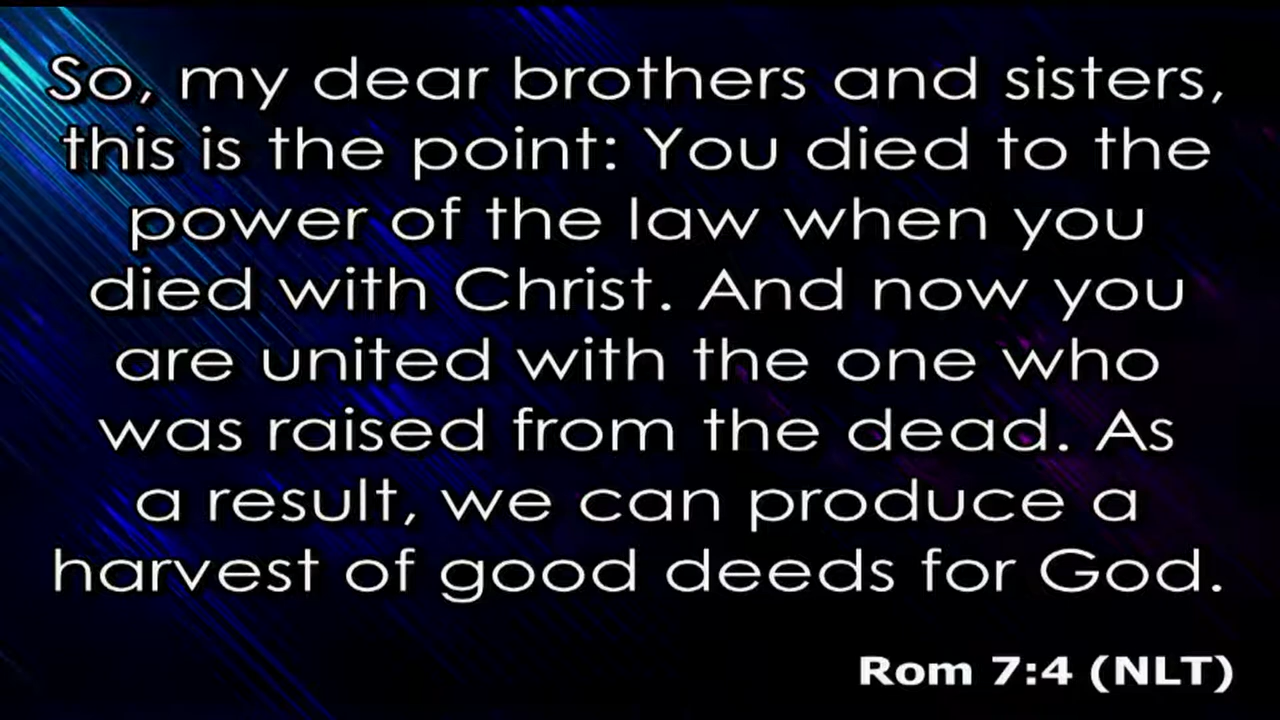 So, my dear brothers and sisters,
this is the point: You died to the
power of the law when you
died with Christ. And now you
are united with the one who
was raised from the dead. As
a result, we can produce a
harvest of good deeds for God.
Rom 7:4 (NLT)